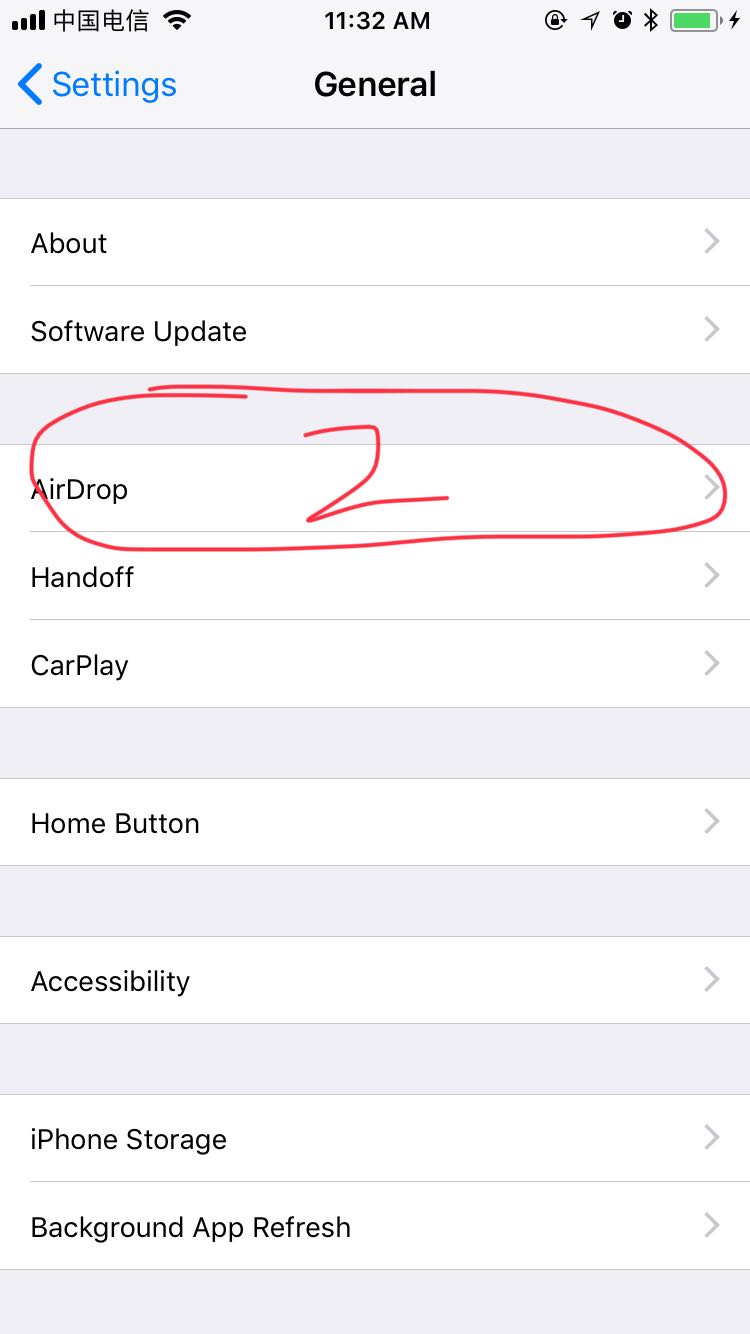 中国电信 11:32 AM
Settings General
About
Software Update
2
AirDrop
Handoff
CarPlay
Home Button
Accessibility
iPhone Storage
Background App Refresh